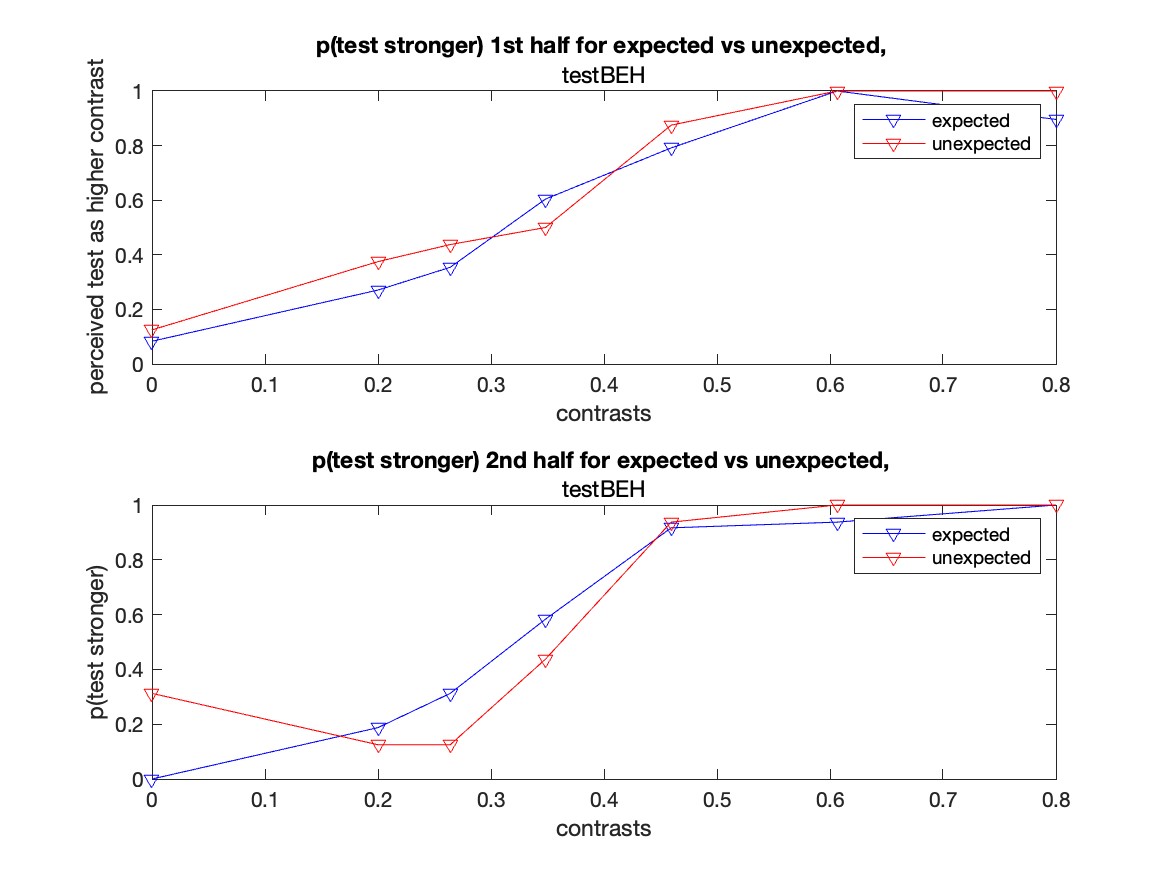 p(test stronger) 1st half for expected vs unexpected,
testBEH
perceived test as higher contrast
1
0.8
0.6
0.4
0.2
0
expected
unexpected
0 0.1 0.2 0.3 0.4 0.5 0.6 0.7 0.8
contrasts
p(test stronger) 2nd half for expected vs unexpected,
testBEH
p(test stronger)
1
0.8
0.6
0.4
0.2
0
expected
unexpected
0 0.1 0.2 0.3 0.4 0.5 0.6 0.7 0.8
contrasts